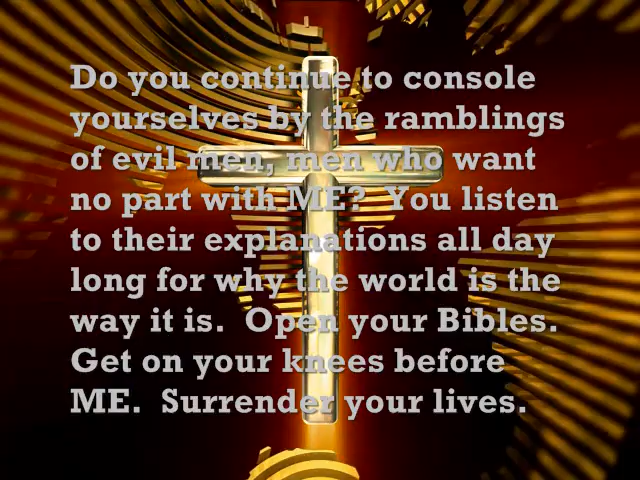 Do you continue to console
yourselves by the ramblings
of evil men, men who want
no part with ME?  You listen
to their explanations all day
long for why the world is the
way it is.  Open your Bibles.
Get on your knees before
ME.  Surrender your lives.